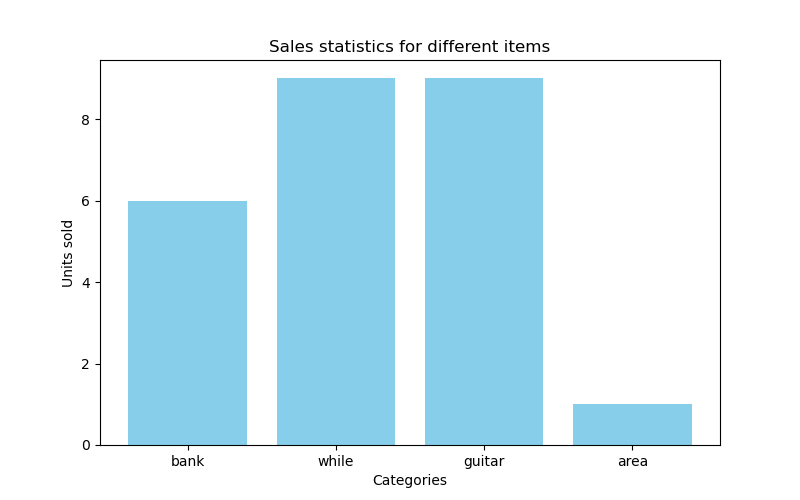 Sales statistics for different items
8
6
4
2
0
Units sold
bank while guitar area
Categories